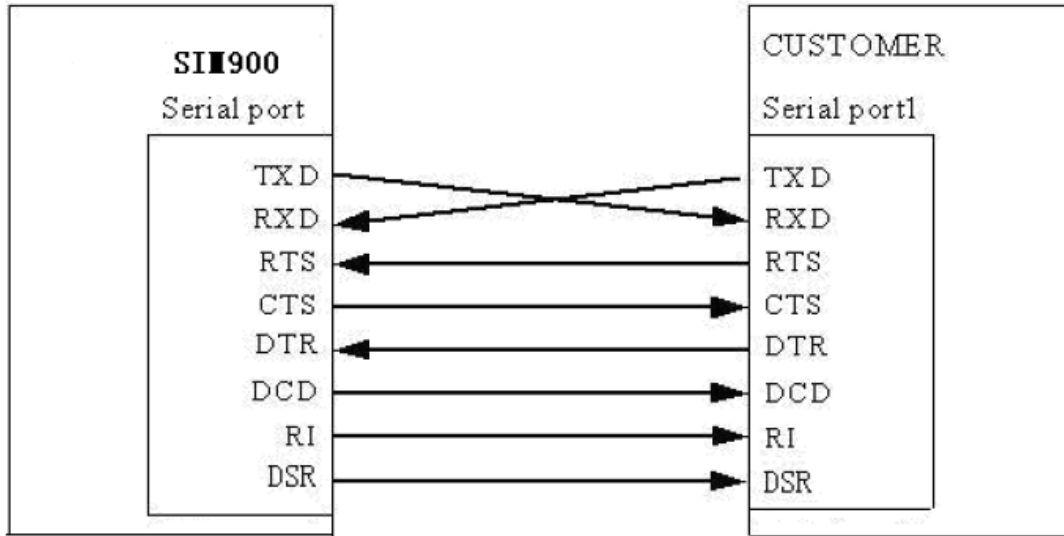 SIM900
Serial port
TXD
RXD
RTS
CTS
DTR
DCD
RI
DSR
CUSTOMER
Serial port1
TXD
RXD
RTS
CTS
DTR
DCD
RI
DSR